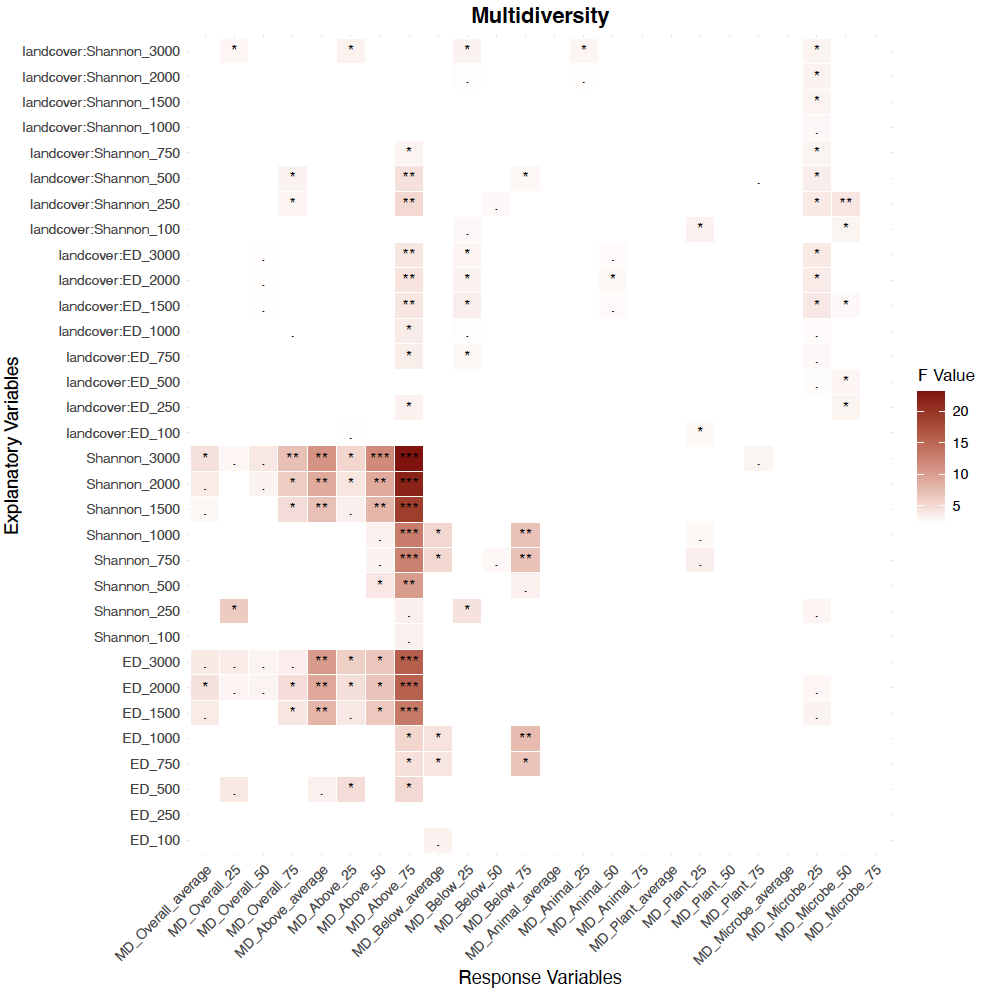 Multidiversity
Explanatory Variables
landcover:Shannon_3000 * * * * *
landcover:Shannon_2000 . . *
landcover:Shannon_1500 *
landcover:Shannon_1000 .
landcover:Shannon_750 * *
landcover:Shannon_500 * ** * . *
landcover:Shannon_250 * ** . * **
landcover:Shannon_100 . * *
landcover:ED_3000 . ** * . *
landcover:ED_2000 . ** * * *
landcover:ED_1500 . ** * . * *
landcover:ED_1000 . * . .
landcover:ED_750 * * .
landcover:ED_500 . *
landcover:ED_250 * *
landcover:ED_100 . *
Shannon_3000 * . . ** ** * *** *** .
Shannon_2000 . . * ** * ** ***
Shannon_1500 . * ** . ** ***
Shannon_1000 . *** * ** .
Shannon_750 . *** * . ** .
Shannon_500 * ** .
Shannon_250 * . * .
Shannon_100 .
ED_3000 . . . . ** * * ***
ED_2000 * . . * ** * * *** .
ED_1500 . * ** . * *** .
ED_1000 * * **
ED_750 * * *
ED_500 . . * *
ED_250
ED_100 .
MD_Overall_average
MD_Overall_25
MD_Overall_50
MD_Overall_75
MD_Above_average
MD_Above_25
MD_Above_50
MD_Above_75
MD_Below_average
MD_Below_25
MD_Below_50
MD_Below_75
MD_Animal_average
MD_Animal_25
MD_Animal_50
MD_Animal_75
MD_Plant_average
MD_Plant_25
MD_Plant_50
MD_Plant_75
MD_Microbe_average
MD_Microbe_25
MD_Microbe_50
MD_Microbe_75
Response Variables
F Value
20
15
10
5